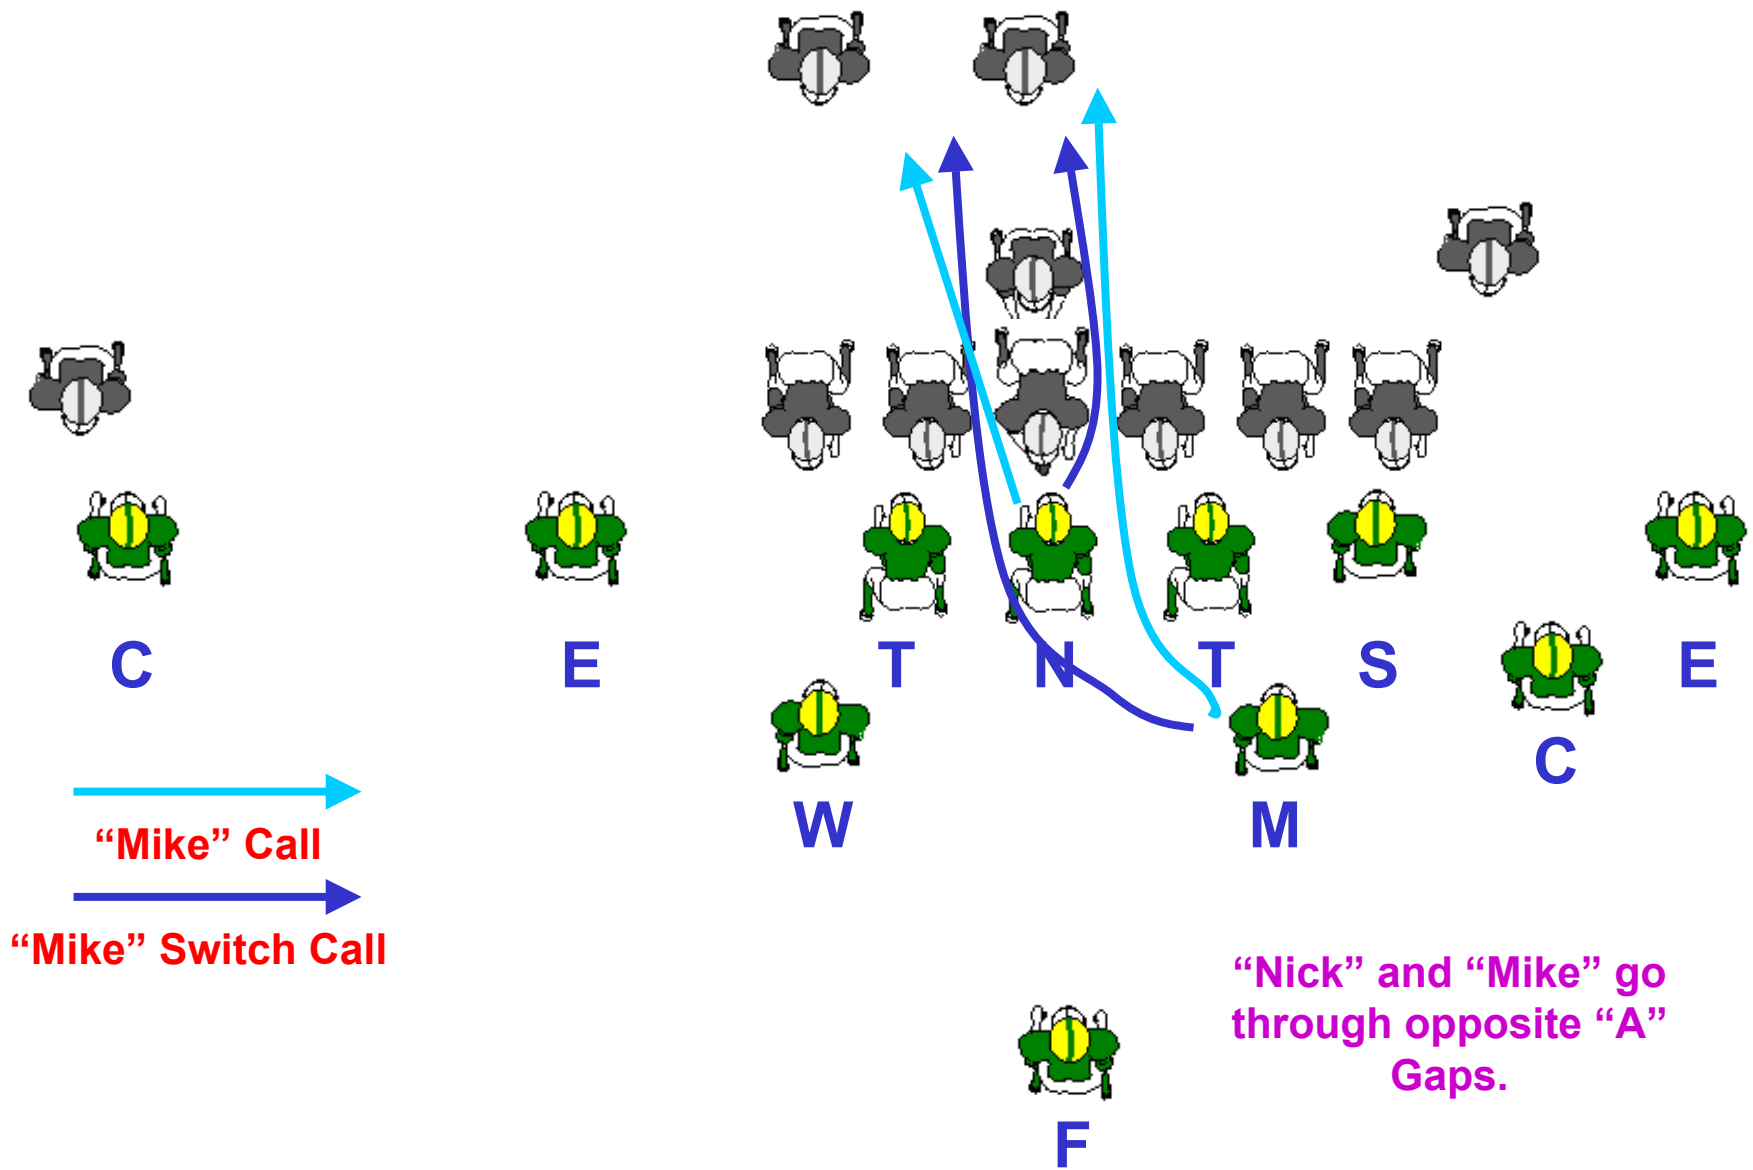 C
E
T
N
T
S
E
C
W
M
“Mike” Call
“Mike” Switch Call
“Nick” and “Mike” go
through opposite “A”
Gaps.
F